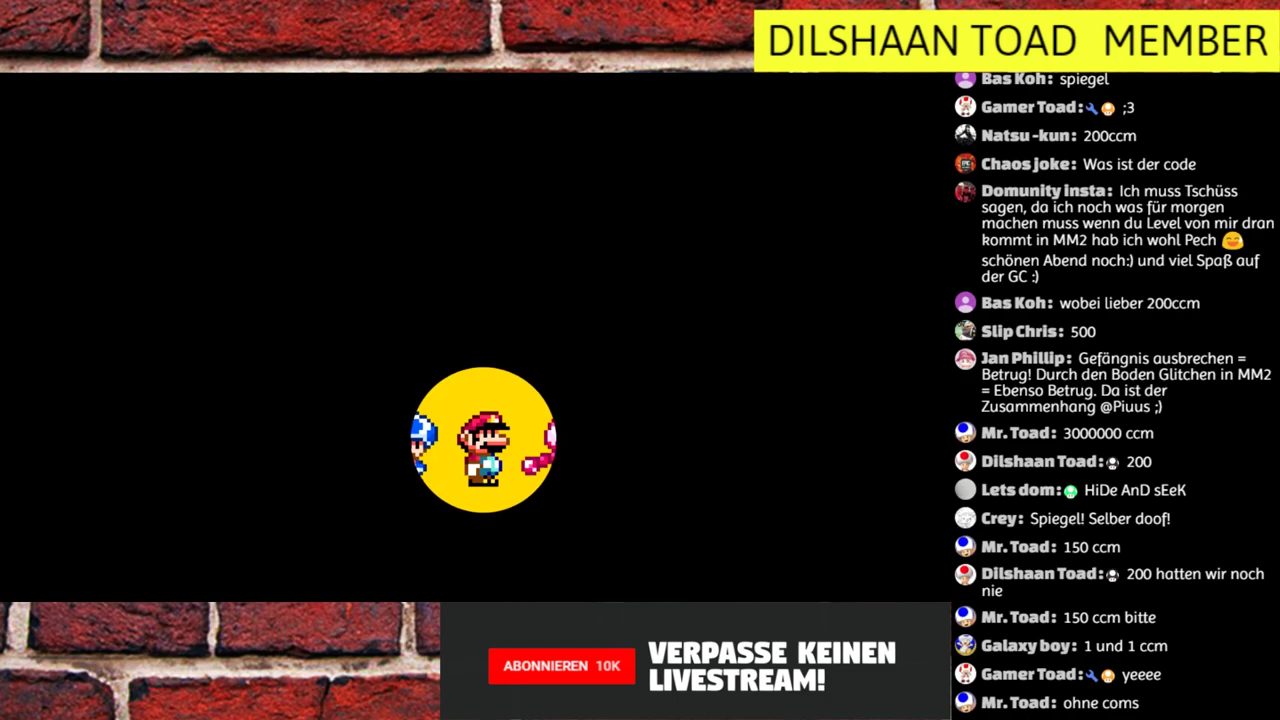 DILSHAAN TOAD MEMBER
Bas Koh: spiegel
Gamer Toad: ;3
Natsu-kun: 200ccm
Chaos joke: Was ist der code
Domunity insta: Ich muss Tschüss
sagen, da ich noch was für morgen
machen muss wenn du Level von mir dran
kommt in MM2 hab ich wohl Pech
schönen Abend noch:) und viel Spaß auf
der GC :)
Bas Koh: wobei lieber 200ccm
Slip Chris: 500
Jan Phillip: Gefängnis ausbrechen =
Betrug! Durch den Boden Glitchen in MM2
= Ebenso Betrug. Da ist der
Zusammenhang @Piuus ;)
Mr. Toad: 3000000 ccm
Dilshaan Toad: 200
Lets dom: HiDe AnD sEeK
Crey: Spiegel! Selber doof!
Mr. Toad: 150 ccm
Dilshaan Toad: 200 hatten wir noch
nie
Mr. Toad: 150 ccm bitte
Galaxy boy: 1 und 1 ccm
Gamer Toad: yeeee
Mr. Toad: ohne coms
ABONNIEREN 10K
VERPASSE KEINEN
LIVESTREAM!